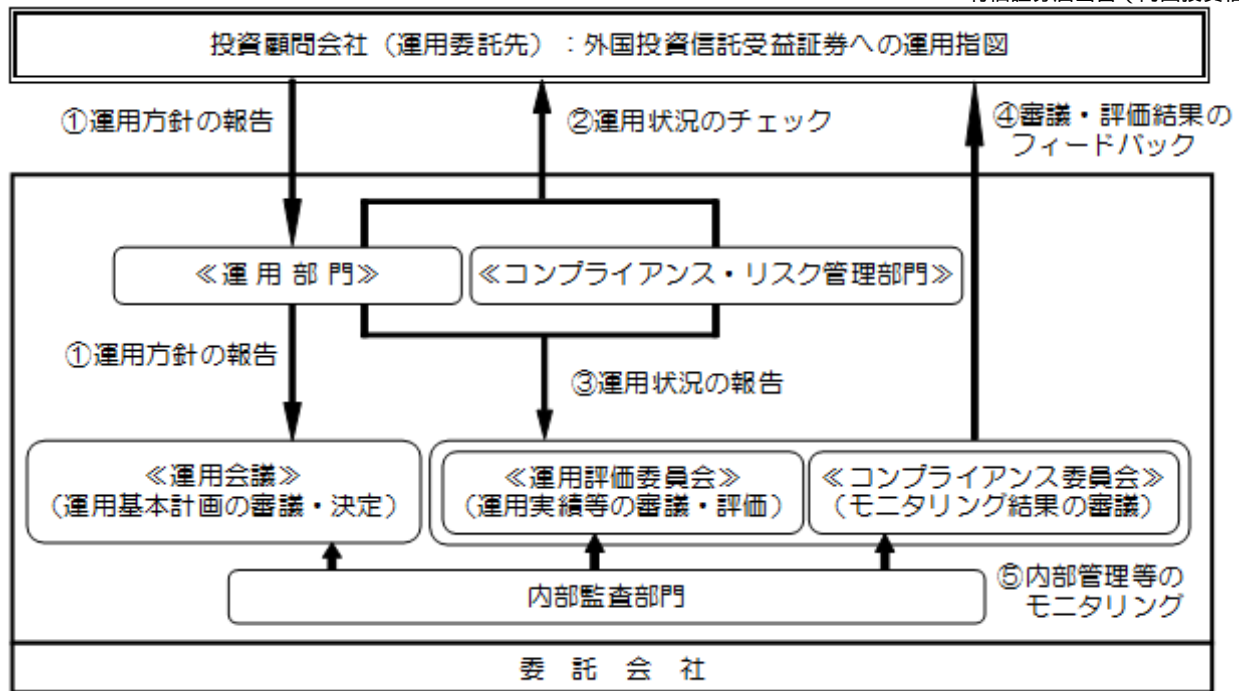 投資顧問会社（運用委託先）：外国投資信託受益証券への運用指図
①運用方針の報告
②運用状況のチェック
④審議・評価結果の
フィードバック
≪運用部門≫
≪コンプライアンス・リスク管理部門≫
①運用方針の報告
③運用状況の報告
≪運用会議≫
（運用基本計画の審議・決定）
≪運用評価委員会≫
（運用実績等の審議・評価）
≪コンプライアンス委員会≫
（モニタリング結果の審議）
内部監査部門
⑤内部管理等の
モニタリング
委託会社